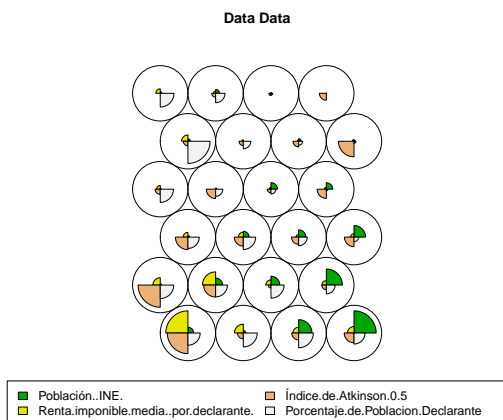 Data Data
Población..INE. Índice.de.Atkinson.0.5
Renta.imponible.media..por.declarante. Porcentaje.de.Poblacion.Declarante